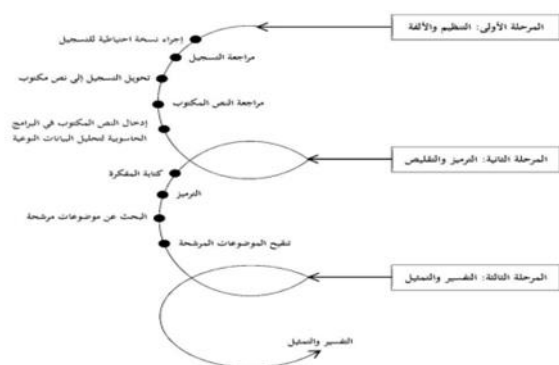 المرحلة الأولى: التنظيم والألفة
إجراء نسخة احتياطية للتسجيل
مراجعة التسجيل
تحويل التسجيل إلى نص مكتوب
مراجعة النص المكتوب
إدخال النص المكتوب في البرامج
الحاسوبية لتحليل البيانات النوعية
المرحلة الثانية: الترميز والتقليص
كتابة المفكرة
الترميز
البحث عن موضوعات مرشحة
تنقيح الموضوعات المرشحة
المرحلة الثالثة: التفسير والتمثيل
التفسير والتمثيل